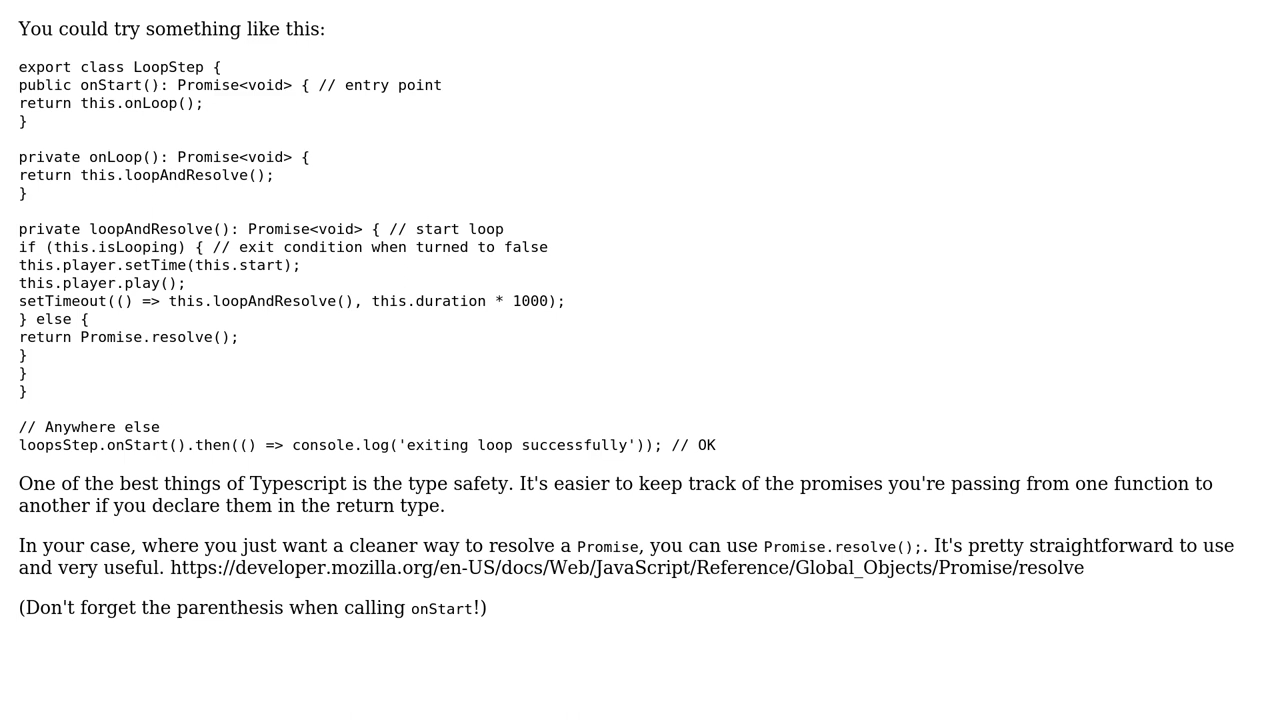 You could try something like this:
export class LoopStep {
public onStart(): Promise<void> { // entry point
return this.onLoop();
}
private onLoop(): Promise<void> {
return this.loopAndResolve();
}
private loopAndResolve(): Promise<void> { // start loop
if (this.isLooping) { // exit condition when turned to false
this.player.setTime(this.start);
this.player.play();
setTimeout(() => this.loopAndResolve(), this.duration * 1000);
} else {
return Promise.resolve();
}
}
}
// Anywhere else
loopsStep.onStart().then(() => console.log('exiting loop successfully')); // OK
One of the best things of Typescript is the type safety. It's easier to keep track of the promises you're passing from one function to
another if you declare them in the return type.
In your case, where you just want a cleaner way to resolve a Promise, you can use Promise.resolve();. It's pretty straightforward to use
and very useful. https://developer.mozilla.org/en-US/docs/Web/JavaScript/Reference/Global_Objects/Promise/resolve
(Don't forget the parenthesis when calling onStart!)